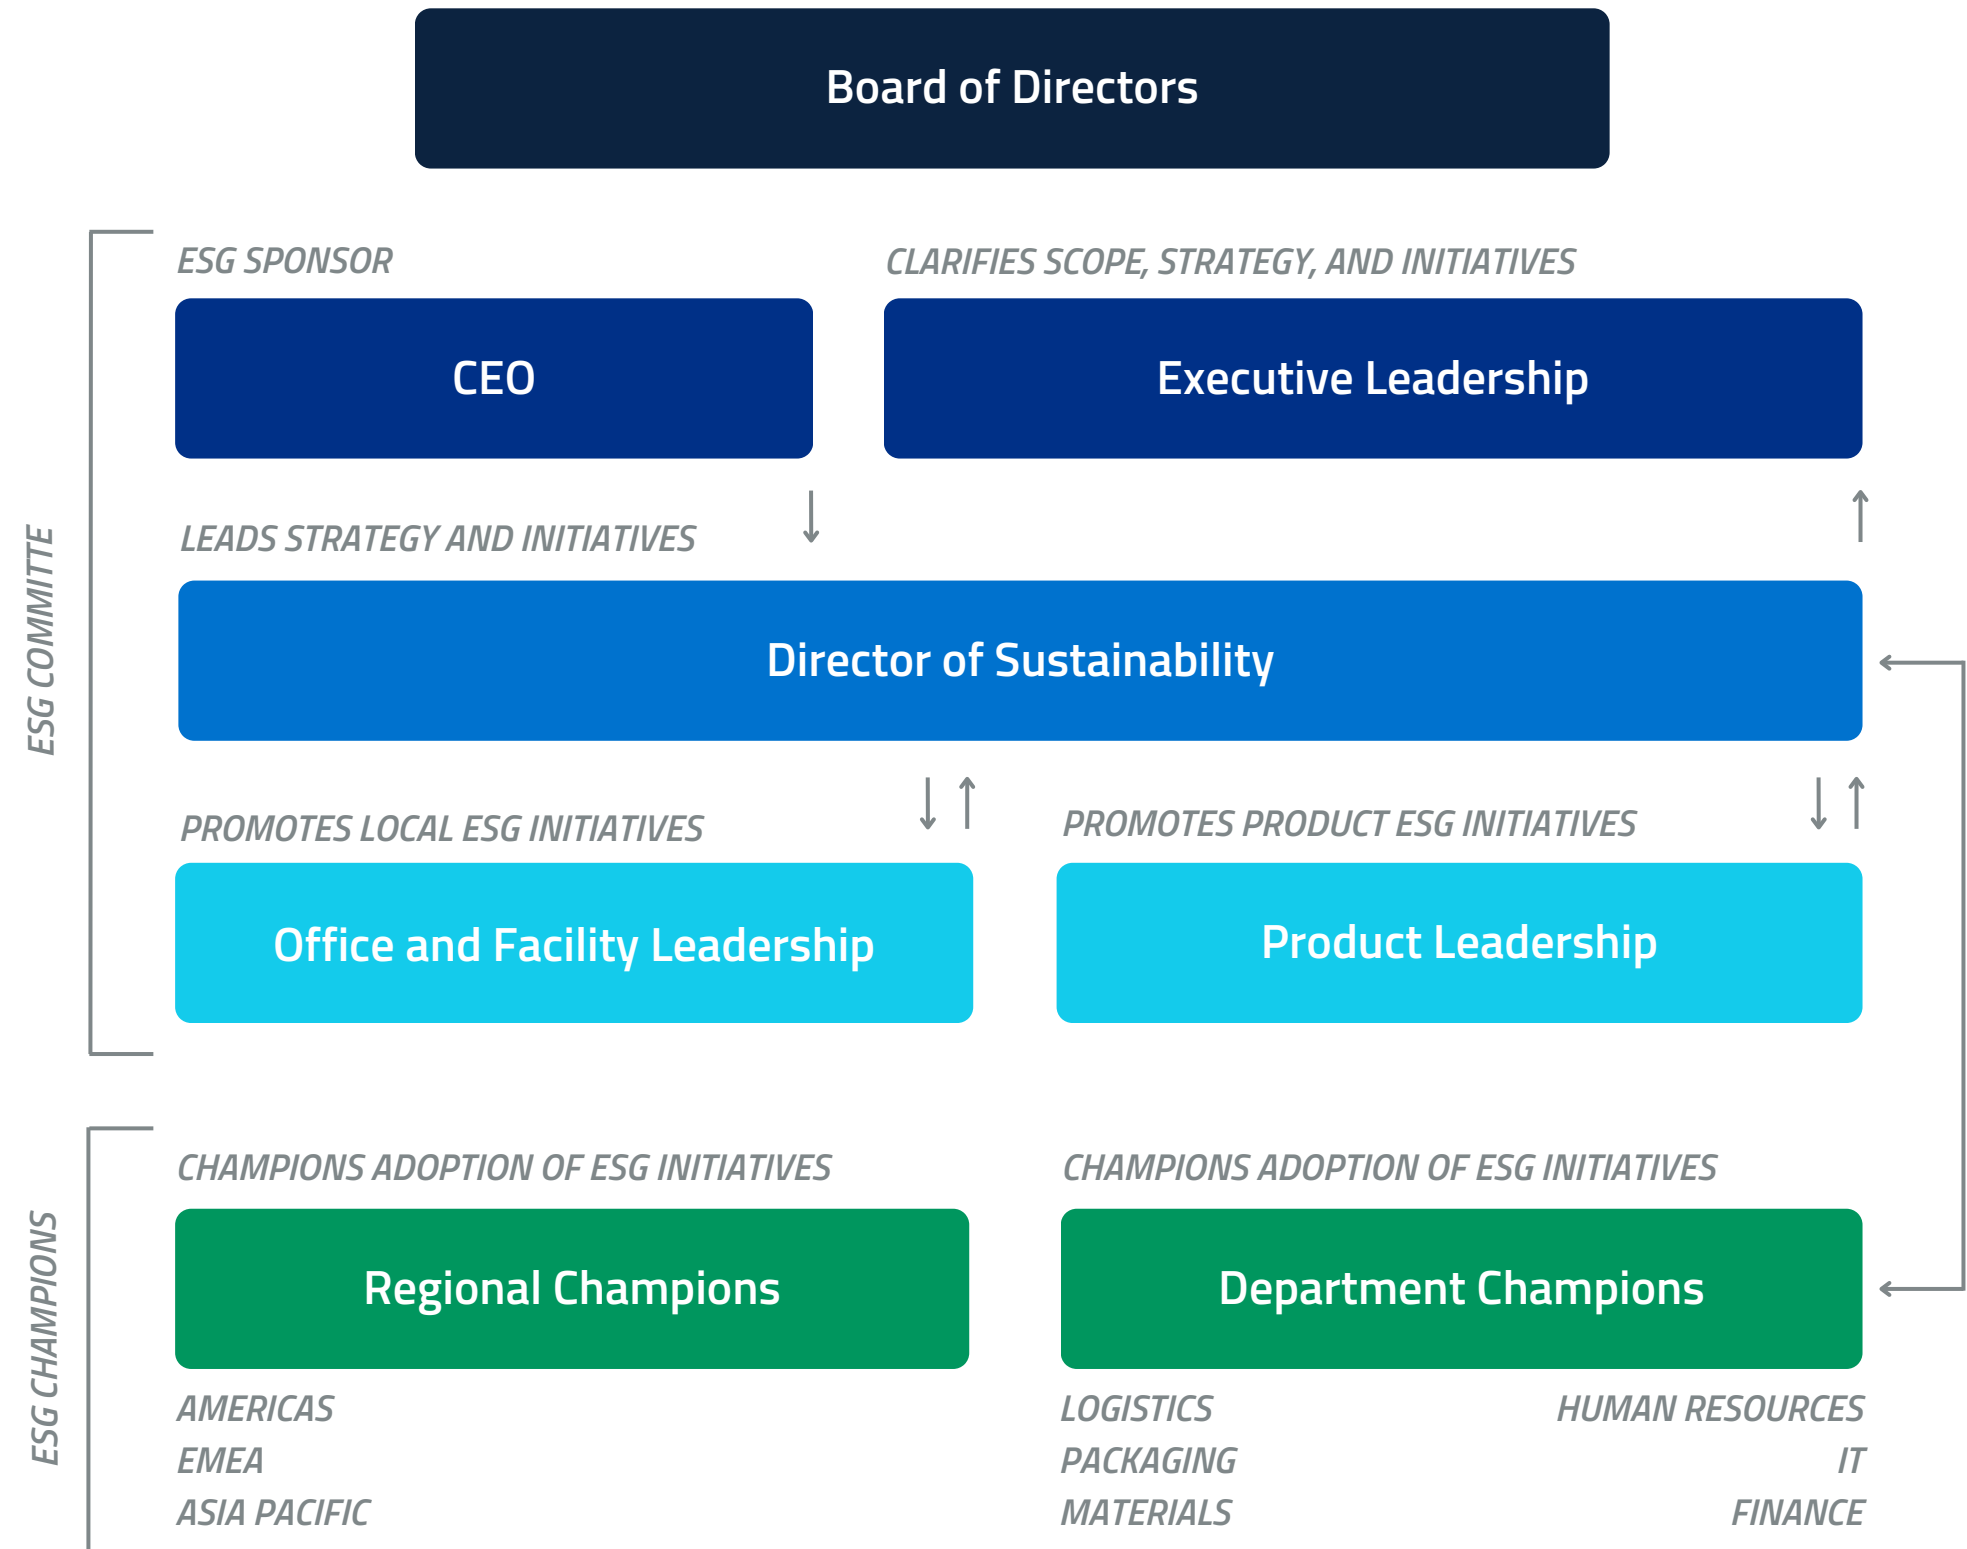 Board of Directors
ESG COMMITTE
ESG SPONSOR
CLARIFIES SCOPE, STRATEGY, AND INITIATIVES
CEO
Executive Leadership
LEADS STRATEGY AND INITIATIVES
Director of Sustainability
PROMOTES LOCAL ESG INITIATIVES
PROMOTES PRODUCT ESG INITIATIVES
Office and Facility Leadership
Product Leadership
ESG CHAMPIONS
CHAMPIONS ADOPTION OF ESG INITIATIVES
CHAMPIONS ADOPTION OF ESG INITIATIVES
Regional Champions
Department Champions
AMERICAS
EMEA
ASIA PACIFIC
LOGISTICS
PACKAGING
MATERIALS
HUMAN RESOURCES
IT
FINANCE